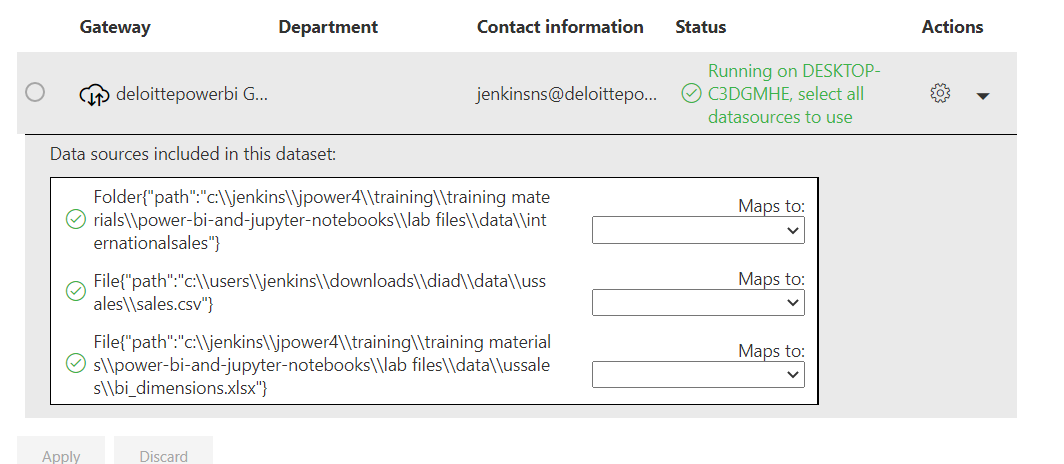 Gateway Department Contact information Status Actions
deloittepowerbi G... jenkinsns@deloittepo... Running on DESKTOP-
C3DGMHE, select all
datasources to use
Data sources included in this dataset:
Folder{"path":"c:\\jenkins\\jpower4\\training\\training mate
rials\\power-bi-and-jupyter-notebooks\\lab files\\data\\int
ernationalsales"}
Maps to:
File{"path":"c:\\users\\jenkins\\downloads\\diad\\data\\uss
ales\\sales.csv"}
Maps to:
File{"path":"c:\\jenkins\\jpower4\\training\\training material
s\\power-bi-and-jupyter-notebooks\\lab files\\data\\ussale
s\\bi_dimensions.xlsx"}
Maps to:
Apply Discard